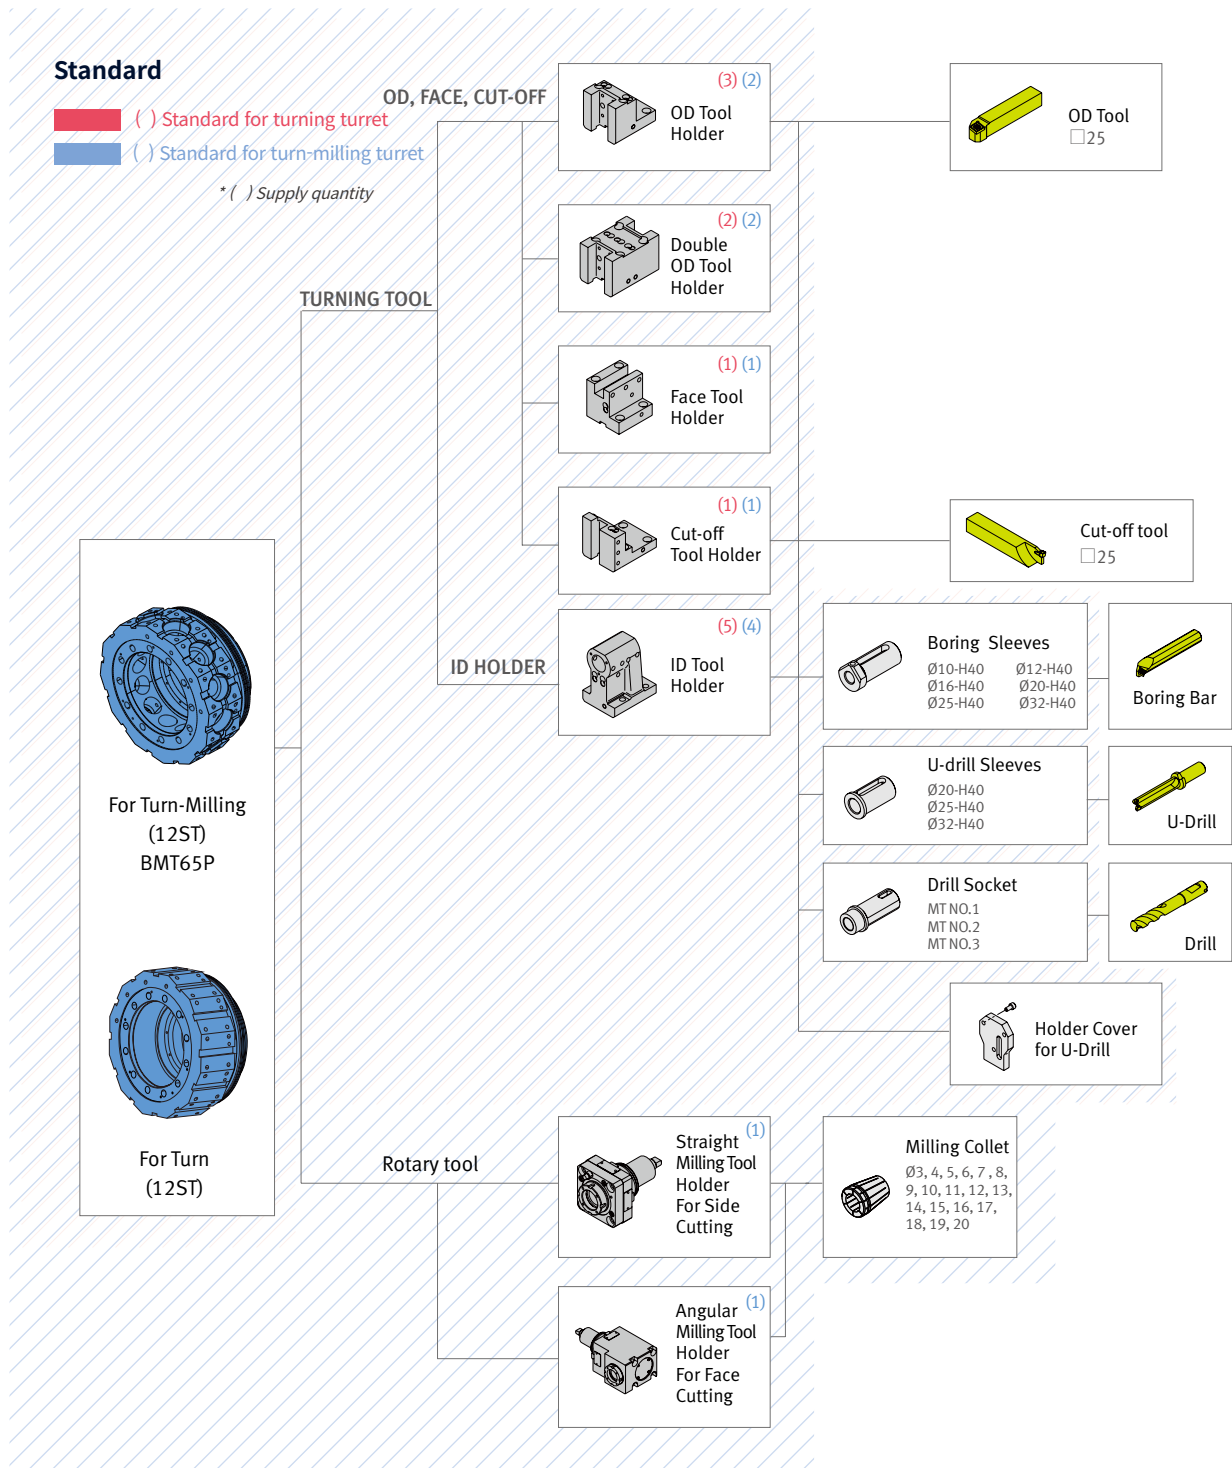 Standard
( ) Standard for turning turret
( ) Standard for turn-milling turret
* ( ) Supply quantity
OD, FACE, CUT-OFF
(3) (2)
OD Tool
Holder
OD Tool
□25
(2) (2)
Double
OD Tool
Holder
TURNING TOOL
(1) (1)
Face Tool
Holder
(1) (1)
Cut-off
Tool Holder
Cut-off tool
□25
ID HOLDER
(5) (4)
ID Tool
Holder
Boring Sleeves
Ø10-H40 Ø12-H40
Ø16-H40 Ø20-H40
Ø25-H40 Ø32-H40
Boring Bar
U-drill Sleeves
Ø20-H40
Ø25-H40
Ø32-H40
U-Drill
Drill Socket
MT NO.1
MT NO.2
MT NO.3
Drill
Holder Cover
for U-Drill
For Turn-Milling
(12ST)
BMT65P
For Turn
(12ST)
Rotary tool
(1)
Straight
Milling Tool
Holder
For Side
Cutting
Milling Collet
Ø3, 4, 5, 6, 7 , 8,
9, 10, 11, 12, 13,
14, 15, 16, 17,
18, 19, 20
(1)
Angular
Milling Tool
Holder
For Face
Cutting